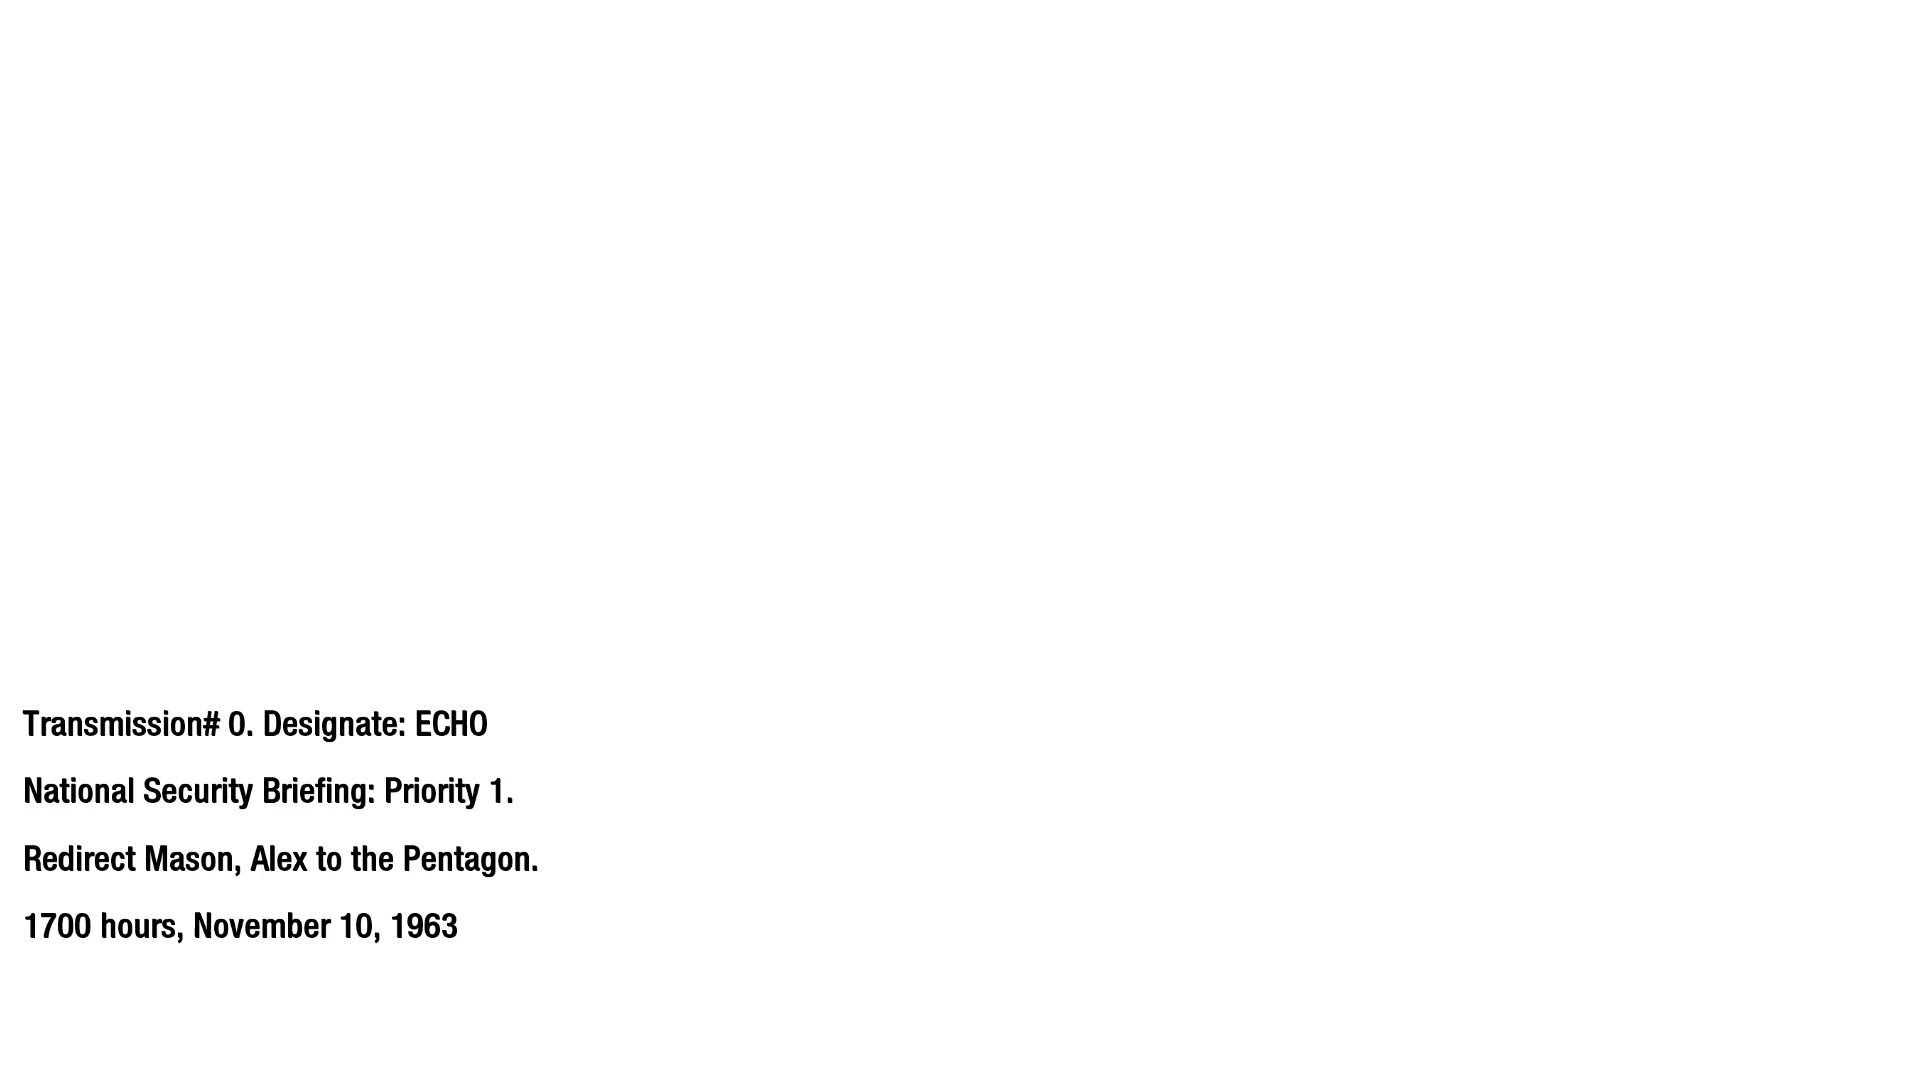 Transmission# 0. Designate: ECHO
National Security Briefing: Priority 1.
Redirect Mason, Alex to the Pentagon.
1700 hours, November 10, 1963